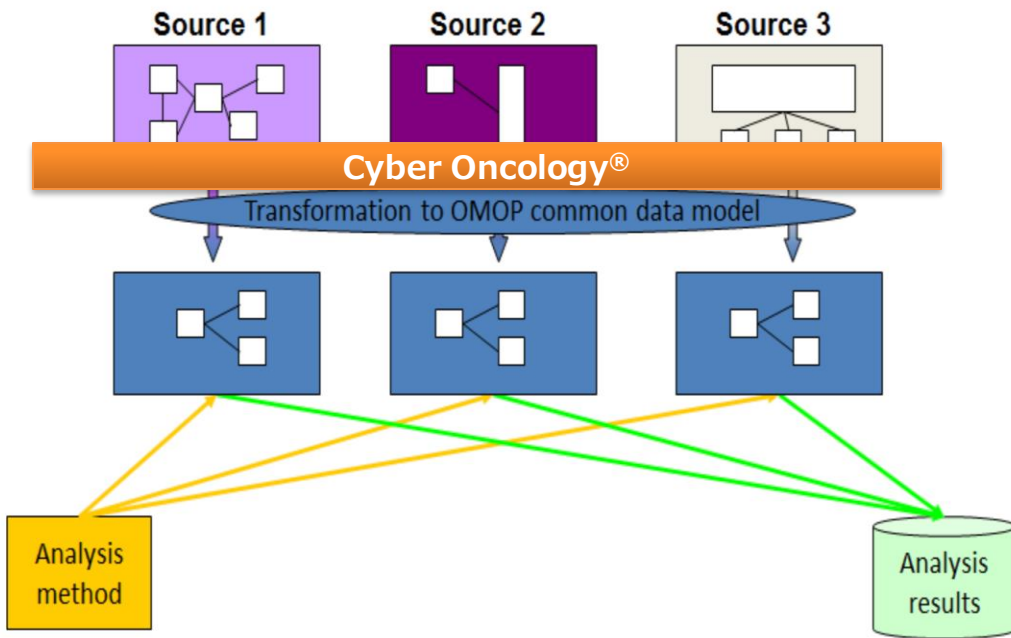 Source 1
Source 2
Source 3
Cyber Oncology®
Transformation to OMOP common data model
Analysis
method
Analysis
results